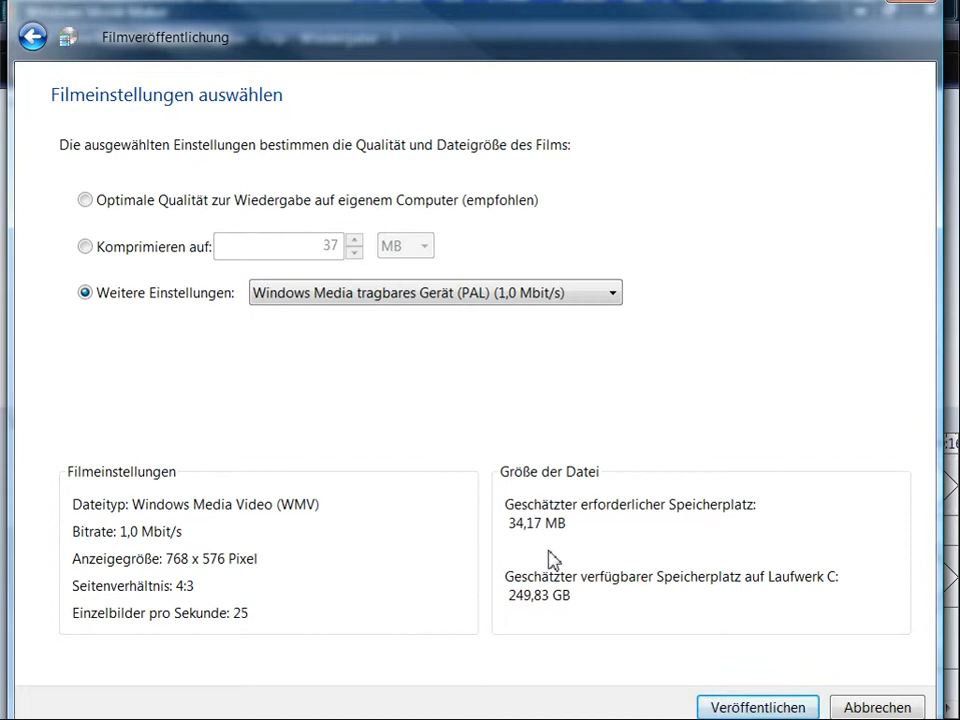 Windows Movie Maker
Filmveröffentlichung
Filmeinstellungen auswählen
Die ausgewählten Einstellungen bestimmen die Qualität und Dateigröße des Films:
Optimale Qualität zur Wiedergabe auf eigenem Computer (empfohlen)
Komprimieren auf: 37 MB
Weitere Einstellungen: Windows Media tragbares Gerät (PAL) (1,0 Mbit/s)
Filmeinstellungen
Dateityp: Windows Media Video (WMV)
Bitrate: 1,0 Mbit/s
Anzeigegröße: 768 x 576 Pixel
Seitenverhältnis: 4:3
Einzelbilder pro Sekunde: 25
Größe der Datei
Geschätzter erforderlicher Speicherplatz:
34,17 MB
Geschätzter verfügbarer Speicherplatz auf Laufwerk C:
249,83 GB
Veröffentlichen
Abbrechen